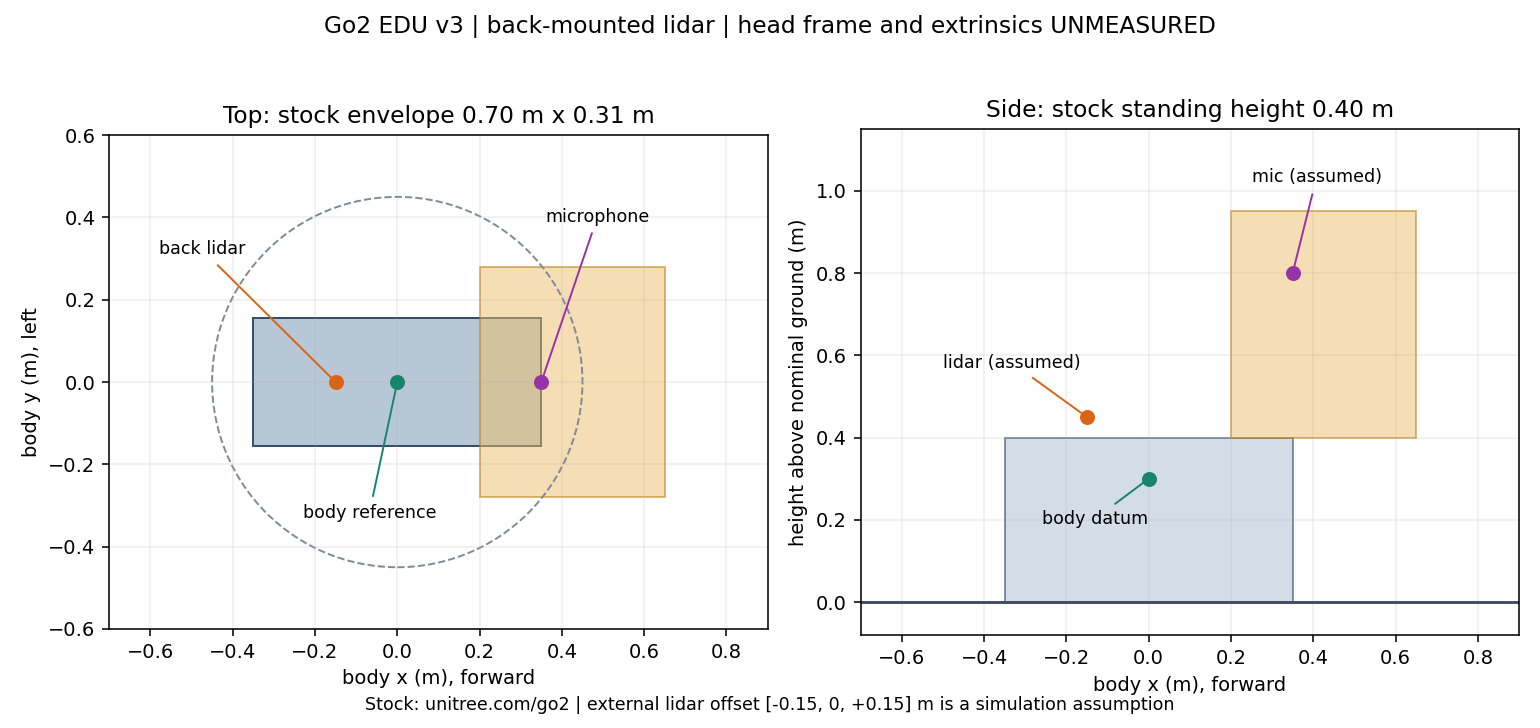 Go2 EDU v3 | back-mounted lidar | head frame and extrinsics UNMEASURED
Top: stock envelope 0.70 m x 0.31 m
0.6
0.4
0.2
0.0
−0.2
−0.4
−0.6
body y (m), left
back lidar
microphone
body reference
−0.6
−0.4
−0.2
0.0
0.2
0.4
0.6
0.8
body x (m), forward
Side: stock standing height 0.40 m
1.0
0.8
0.6
0.4
0.2
0.0
height above nominal ground (m)
mic (assumed)
lidar (assumed)
body datum
−0.6
−0.4
−0.2
0.0
0.2
0.4
0.6
0.8
body x (m), forward
Stock: unitree.com/go2 | external lidar offset [-0.15, 0, +0.15] m is a simulation assumption